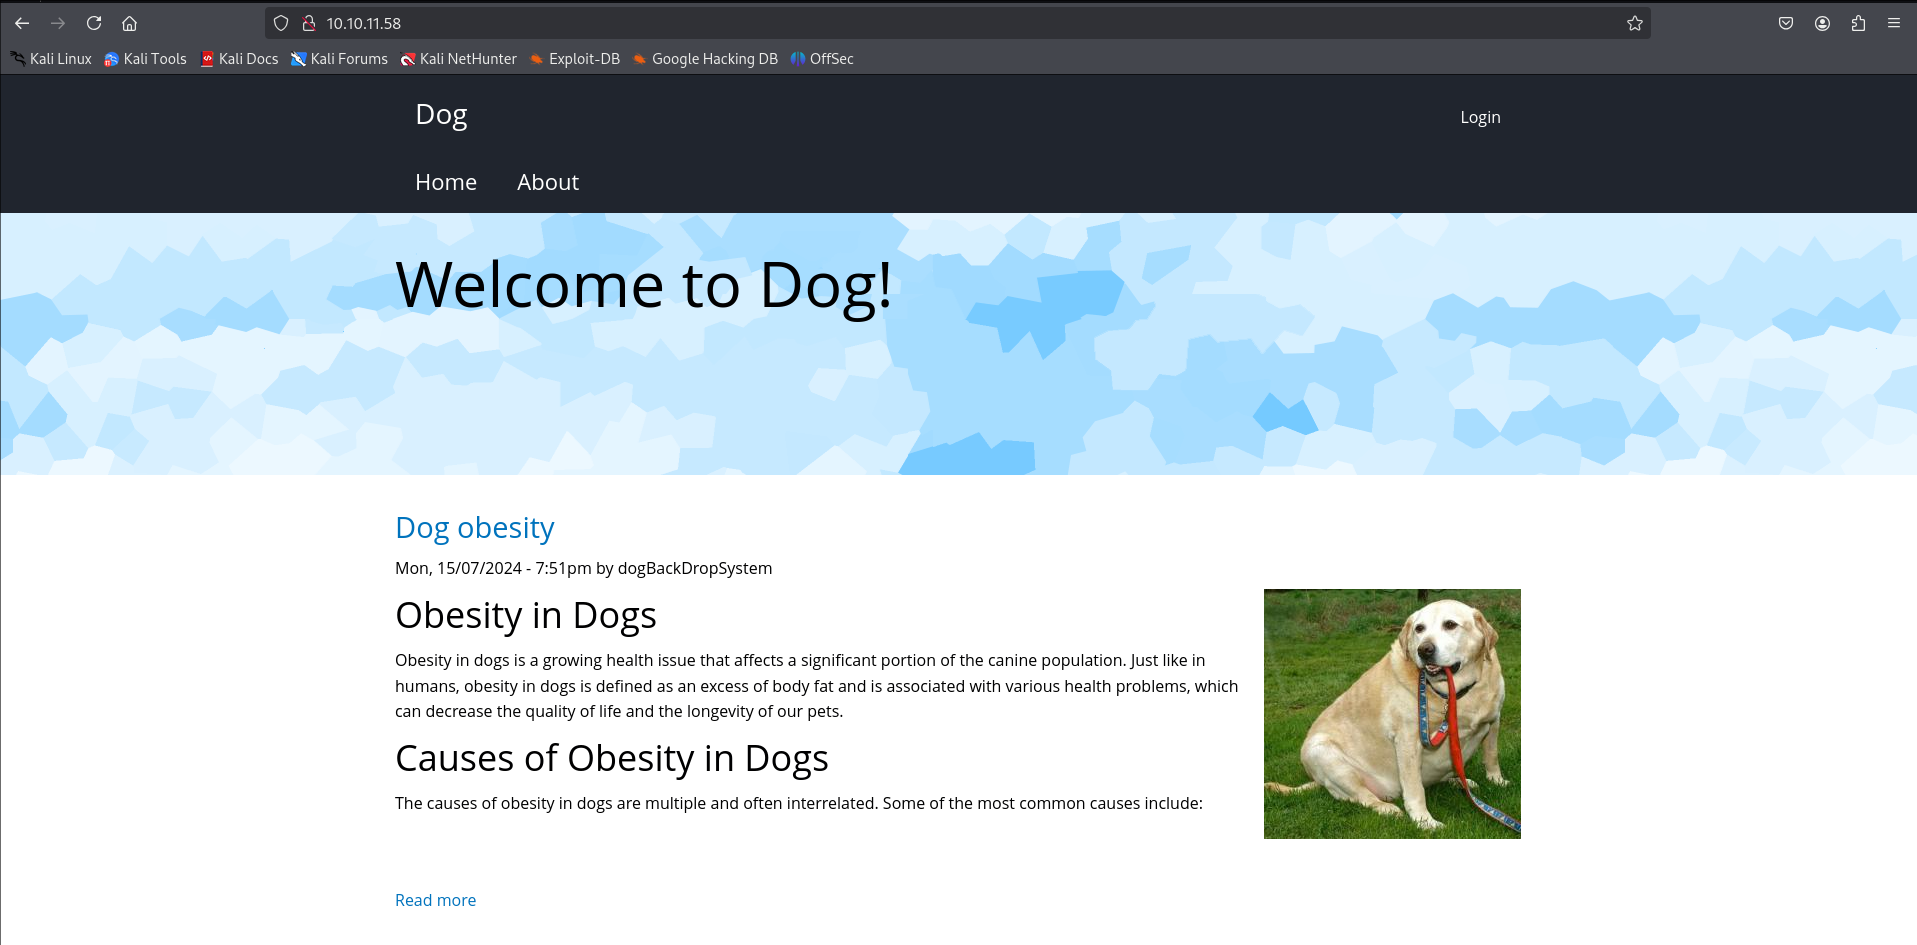 10.10.11.58
Kali Linux Kali Tools Kali Docs Kali Forums Kali NetHunter Exploit-DB Google Hacking DB OffSec
Dog
Login
Home About
Welcome to Dog!
Dog obesity
Mon, 15/07/2024 - 7:51pm by dogBackDropSystem
Obesity in Dogs
Obesity in dogs is a growing health issue that affects a significant portion of the canine population. Just like in
humans, obesity in dogs is defined as an excess of body fat and is associated with various health problems, which
can decrease the quality of life and the longevity of our pets.
Causes of Obesity in Dogs
The causes of obesity in dogs are multiple and often interrelated. Some of the most common causes include:
Read more